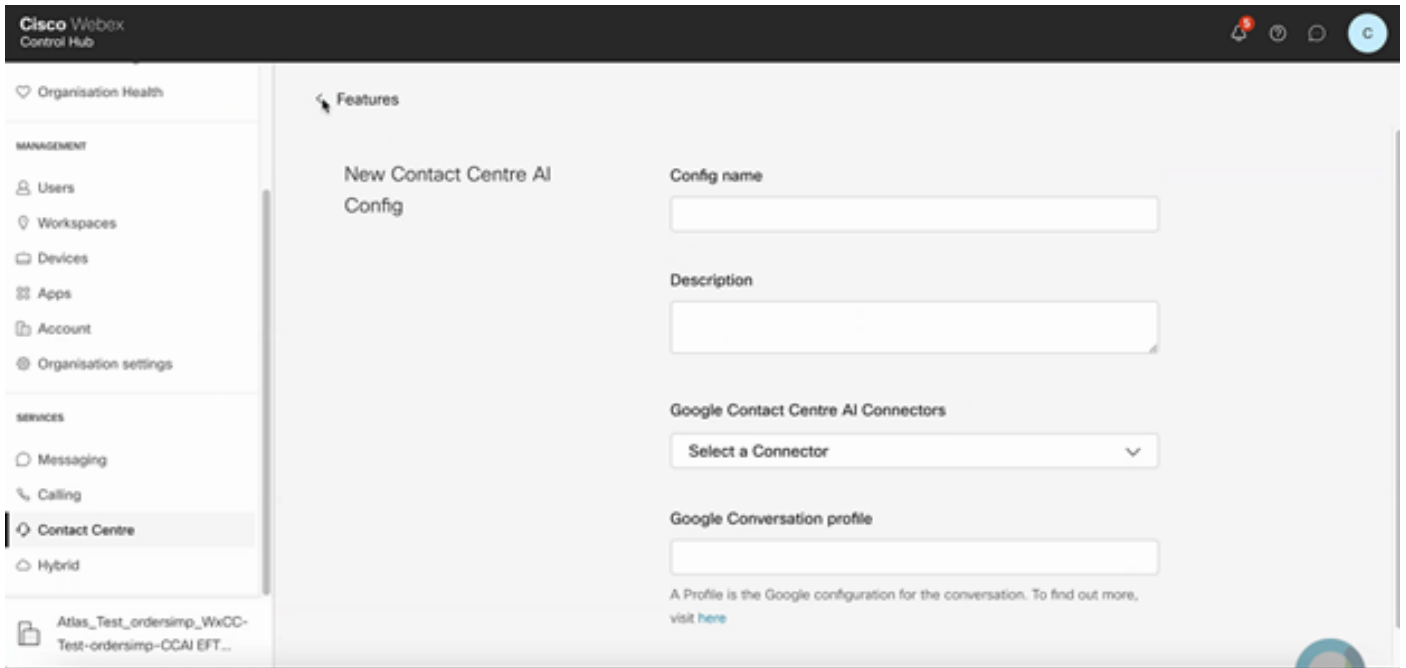 Cisco Webex
Control Hub
5
C
Organisation Health
MANAGEMENT
Users
Workspaces
Devices
Apps
Account
Organisation settings
SERVICES
Messaging
Calling
Contact Centre
Hybrid
Atlas_Test_ordersimp_WxCC-
Test-ordersimp-CCAI EFT...
Features
New Contact Centre AI
Config
Config name
Description
Google Contact Centre AI Connectors
Select a Connector
Google Conversation profile
A Profile is the Google configuration for the conversation. To find out more,
visit here